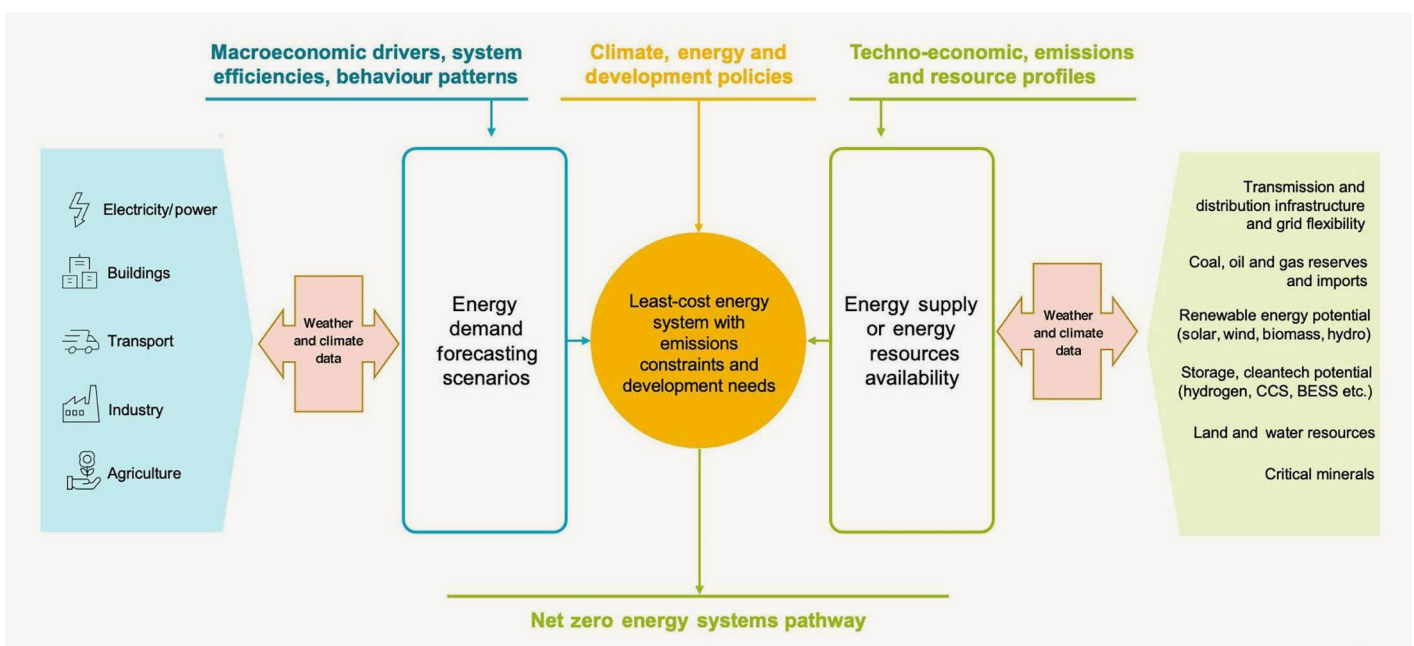 Macroeconomic drivers, system
efficiencies, behaviour patterns
Climate, energy and
development policies
Techno-economic, emissions
and resource profiles
Electricity/power
Buildings
Transport
Industry
Agriculture
Weather
and climate
data
Energy
demand
forecasting
scenarios
Least-cost energy
system with
emissions
constraints and
development needs
Energy supply
or energy
resources
availability
Weather
and climate
data
Transmission and
distribution infrastructure
and grid flexibility
Coal, oil and gas reserves
and imports
Renewable energy potential
(solar, wind, biomass, hydro)
Storage, cleantech potential
(hydrogen, CCS, BESS etc.)
Land and water resources
Critical minerals
Net zero energy systems pathway